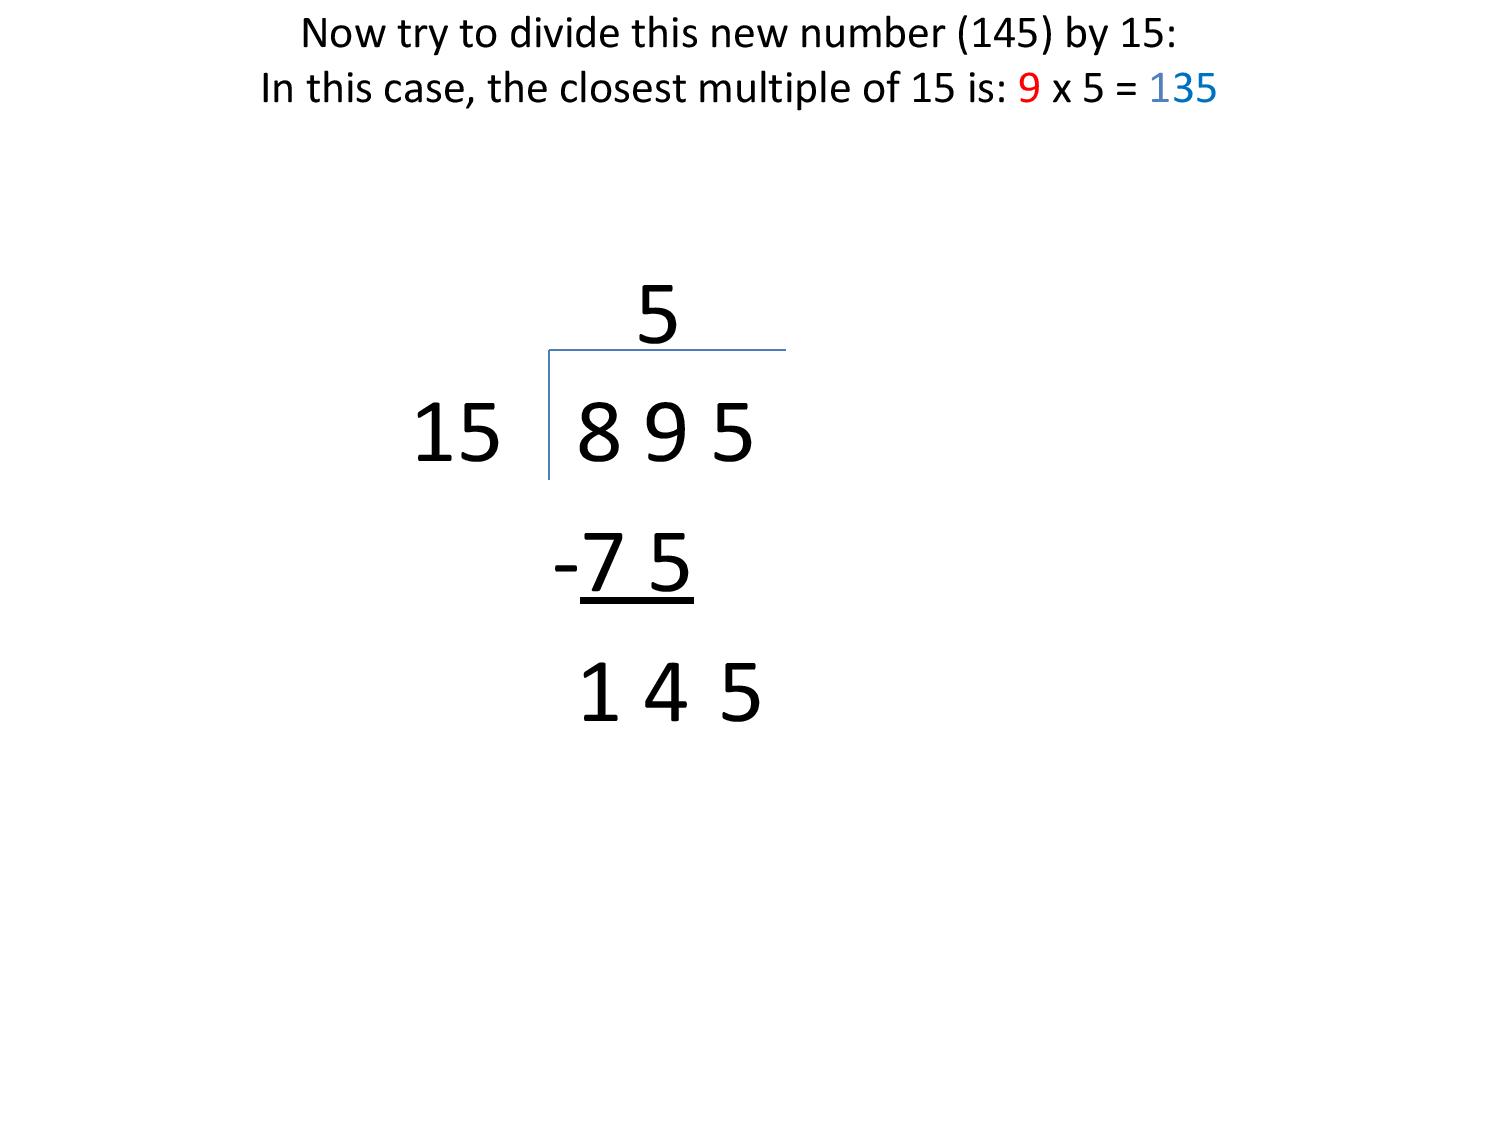 Now try to divide this new number (145) by 15:
In this case, the closest multiple of 15 is: 9 x 5 = 135
5
15 8 9 5
-7 5
1 4 5